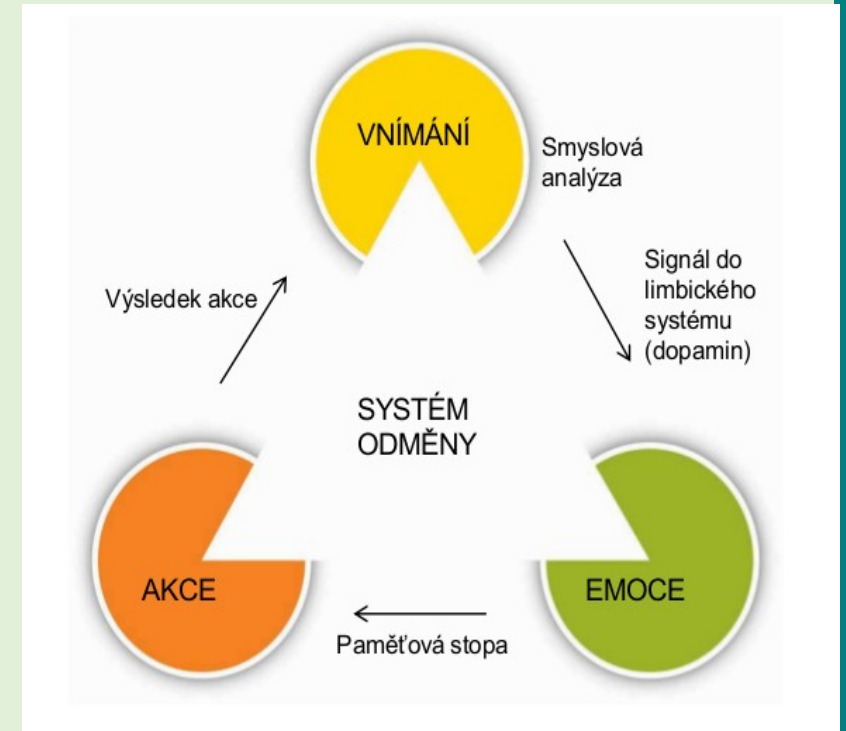 VNÍMÁNÍ
Smyslová
analýza
Signál do
limbického
systému
(dopamin)
Výsledek akce
SYSTÉM
ODMĚNY
AKCE
EMOCE
Paměťová stopa